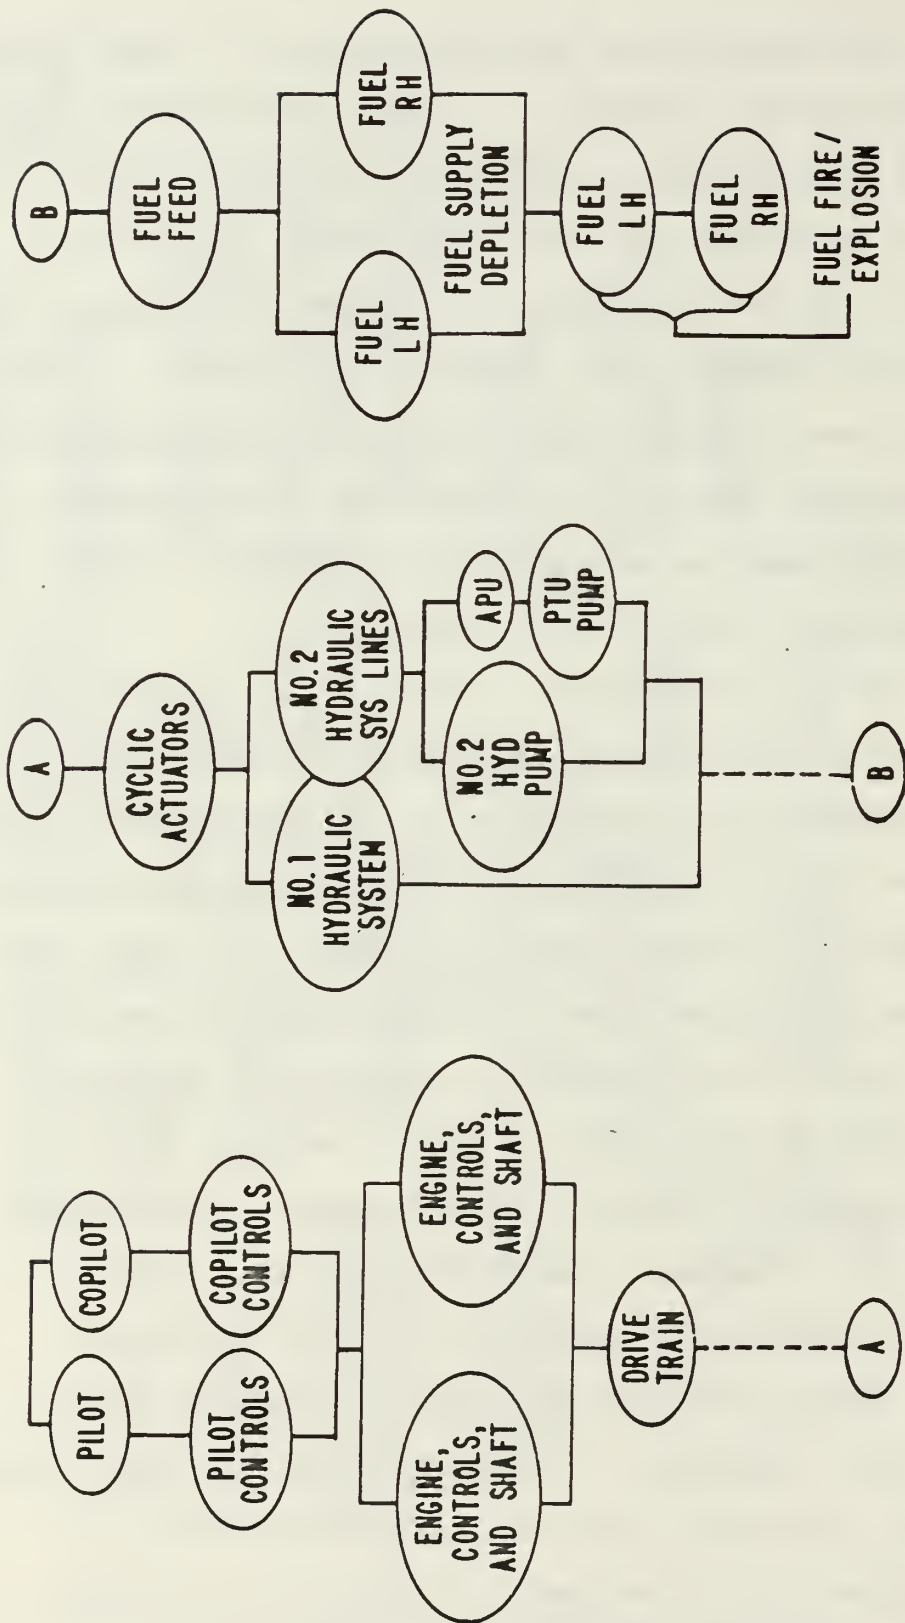 PILOT
COPILOT
PILOT
CONTROLS
COPILOT
CONTROLS
ENGINE,
CONTROLS,
AND SHAFT
ENGINE,
CONTROLS,
AND SHAFT
DRIVE
TRAIN
A
A
CYCLIC
ACTUATORS
NO.1
HYDRAULIC
SYSTEM
NO.2
HYDRAULIC
SYS LINES
NO.2
HYD
PUMP
APU
PTU
PUMP
B
B
FUEL
FEED
FUEL
LH
FUEL
RH
FUEL SUPPLY
DEPLETION
FUEL
LH
FUEL
RH
FUEL FIRE/
EXPLOSION